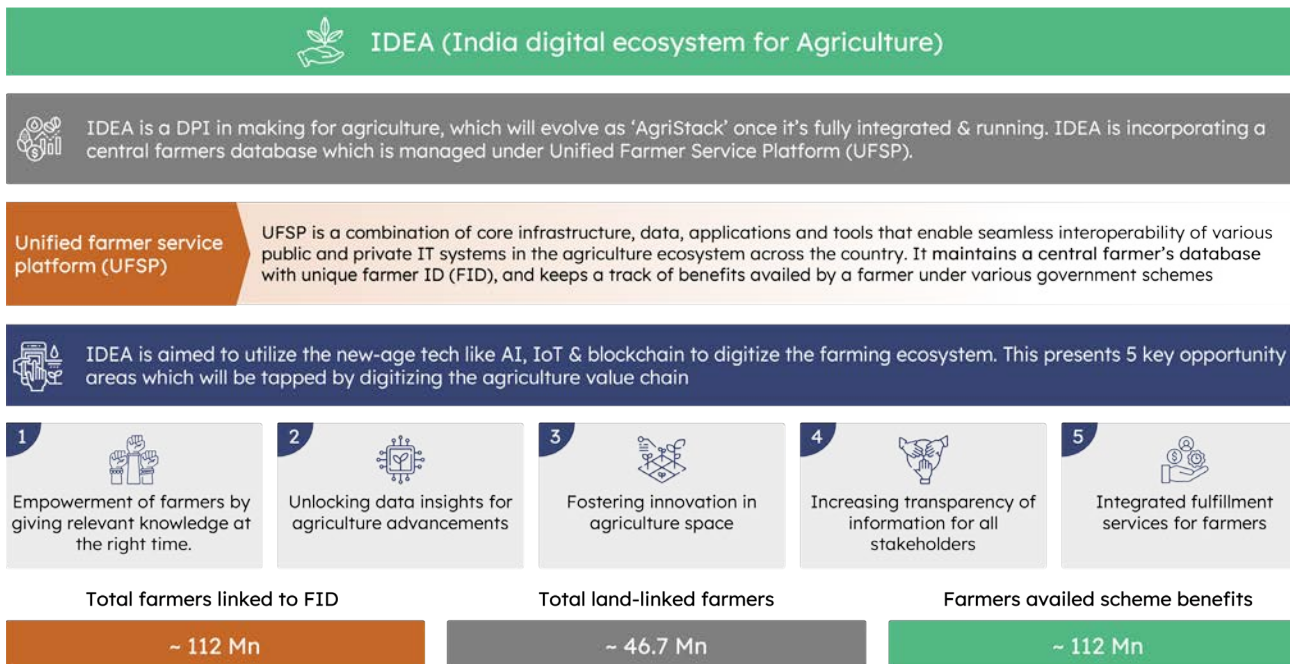 IDEA (India digital ecosystem for Agriculture)
IDEA is a DPI in making for agriculture, which will evolve as ‘AgriStack’ once it’s fully integrated & running. IDEA is incorporating a
central farmers database which is managed under Unified Farmer Service Platform (UFSP).
Unified farmer service
platform (UFSP)
UFSP is a combination of core infrastructure, data, applications and tools that enable seamless interoperability of various
public and private IT systems in the agriculture ecosystem across the country. It maintains a central farmer’s database
with unique farmer ID (FID), and keeps a track of benefits availed by a farmer under various government schemes
IDEA is aimed to utilize the new-age tech like AI, IoT & blockchain to digitize the farming ecosystem. This presents 5 key opportunity
areas which will be tapped by digitizing the agriculture value chain
1
Empowerment of farmers by
giving relevant knowledge at
the right time.
2
Unlocking data insights for
agriculture advancements
3
Fostering innovation in
agriculture space
4
Increasing transparency of
information for all
stakeholders
5
Integrated fulfillment
services for farmers
Total farmers linked to FID
~ 112 Mn
Total land-linked farmers
~ 46.7 Mn
Farmers availed scheme benefits
~ 112 Mn